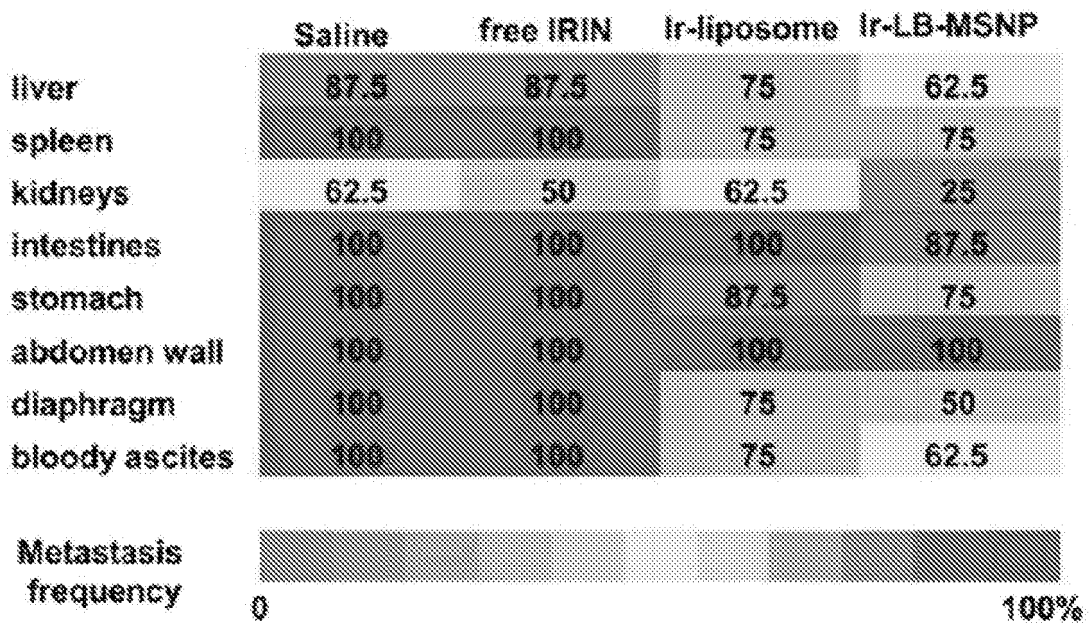 Saline free IRIN Ir-liposome Ir-LB-MSNP
liver 87.5 87.5 75 62.5
spleen 100 100 75 75
kidneys 62.5 50 62.5 25
intestines 100 100 100 87.5
stomach 100 100 87.5 75
abdomen wall 100 100 100 100
diaphragm 100 100 75 50
bloody ascites 100 100 75 62.5
Metastasis
frequency
0 100%